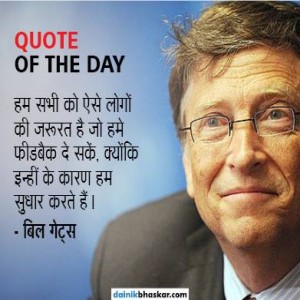 QUOTE
OF THE DAY
हम सभी को ऐसे लोगों
की जरूरत है जो हमे
फीडबैक दे सकें, क्योंकि
इन्हीं के कारण हम
सुधार करते हैं।
- बिल गेट्स
dainikbhaskar.com